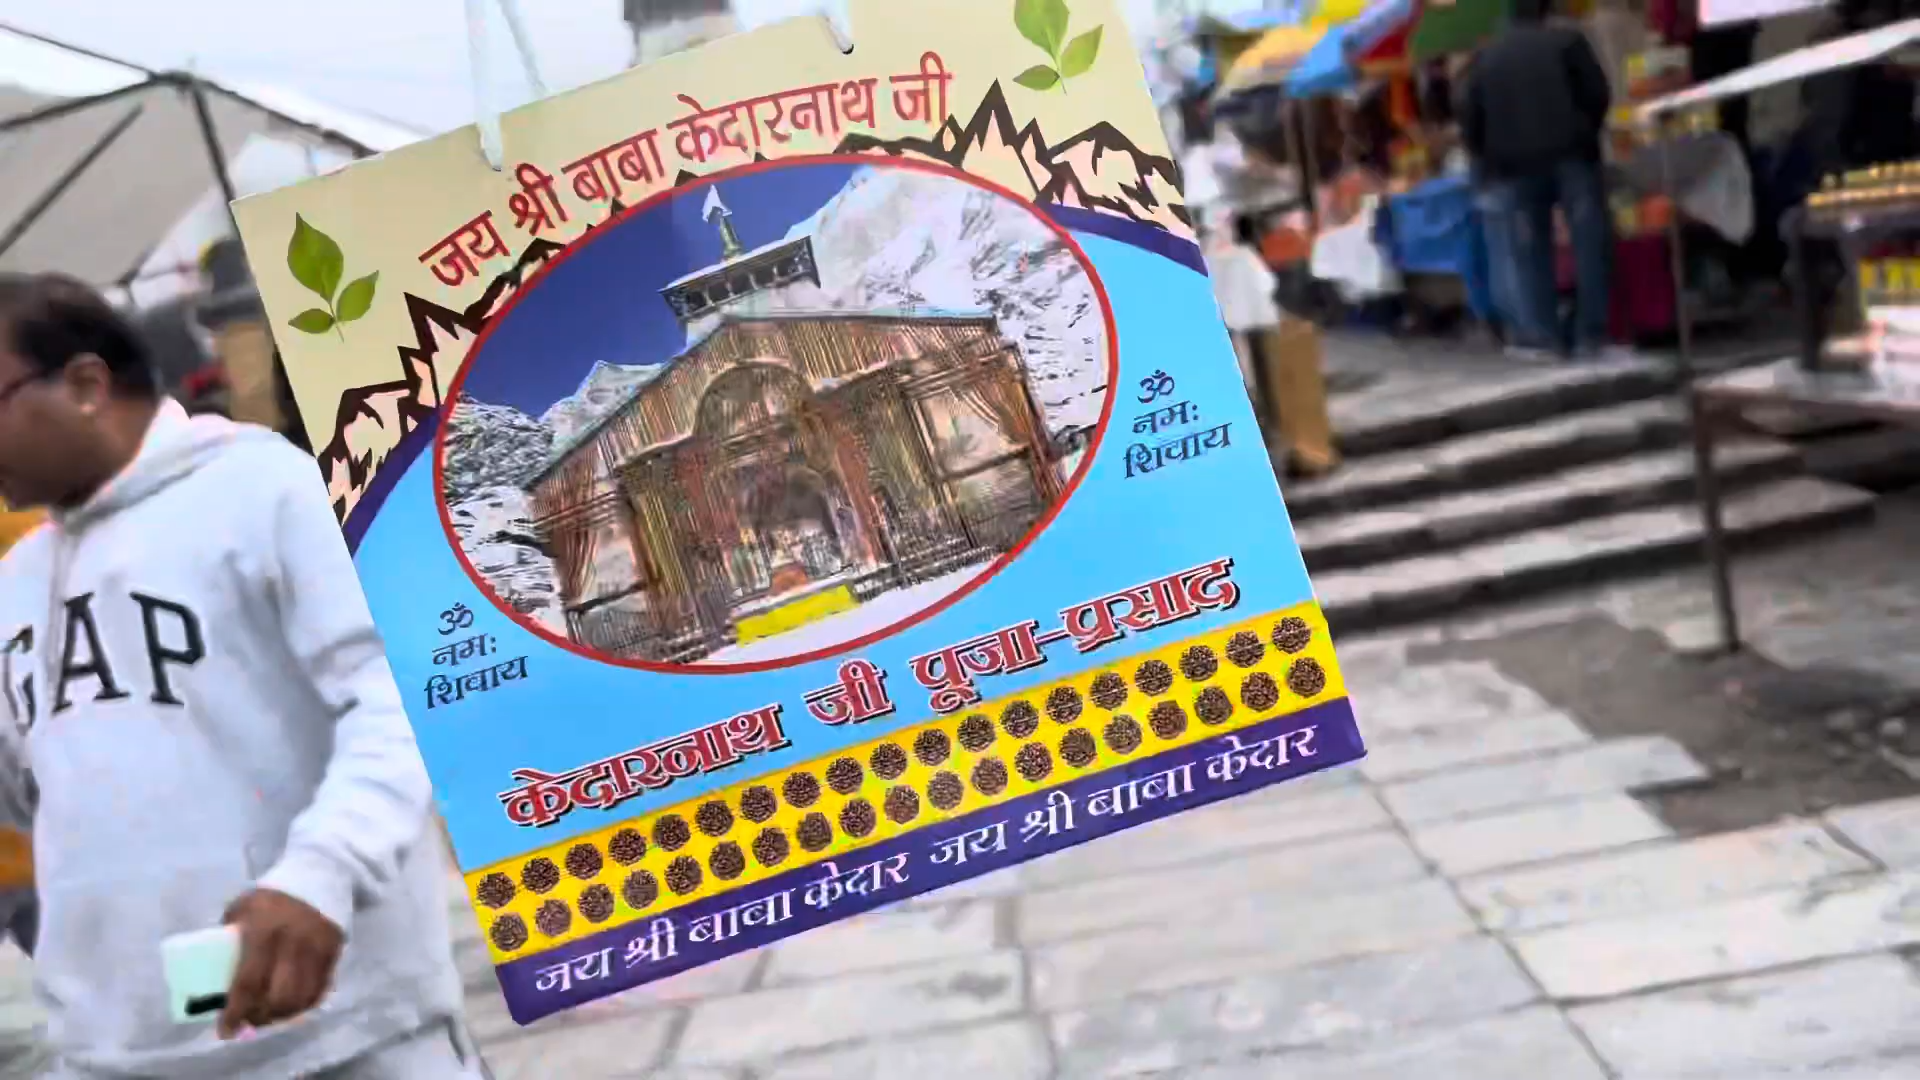 जय श्री बाबा केदारनाथ जी
ॐ
नमः
शिवाय
ॐ
नमः
शिवाय
केदारनाथ जी पूजा-प्रसाद
जय श्री बाबा केदार जय श्री बाबा केदार
GAP